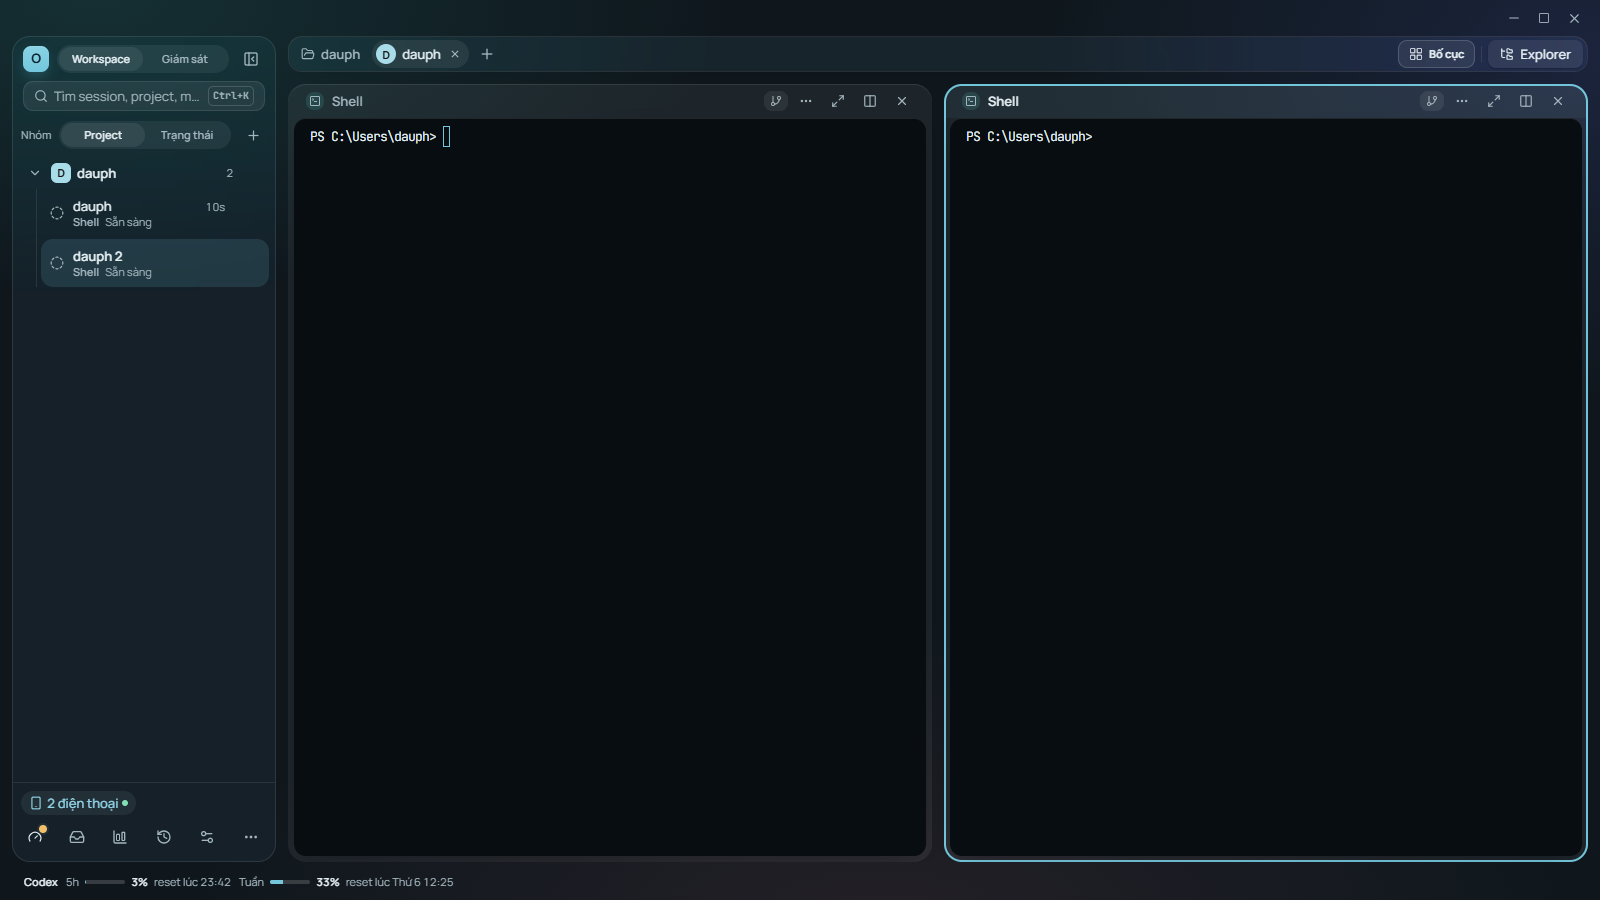 O Workspace Giám sát
Tìm session, project, m... Ctrl+K
Nhóm Project Trạng thái
D dauph 2
dauph 10s
Shell Sẵn sàng
dauph 2
Shell Sẵn sàng
2 điện thoại
dauph D dauph
Bố cục Explorer
Shell
PS C:\Users\dauph>
Shell
PS C:\Users\dauph>
Codex 5h 3% reset lúc 23:42 Tuần 33% reset lúc Thứ 6 12:25